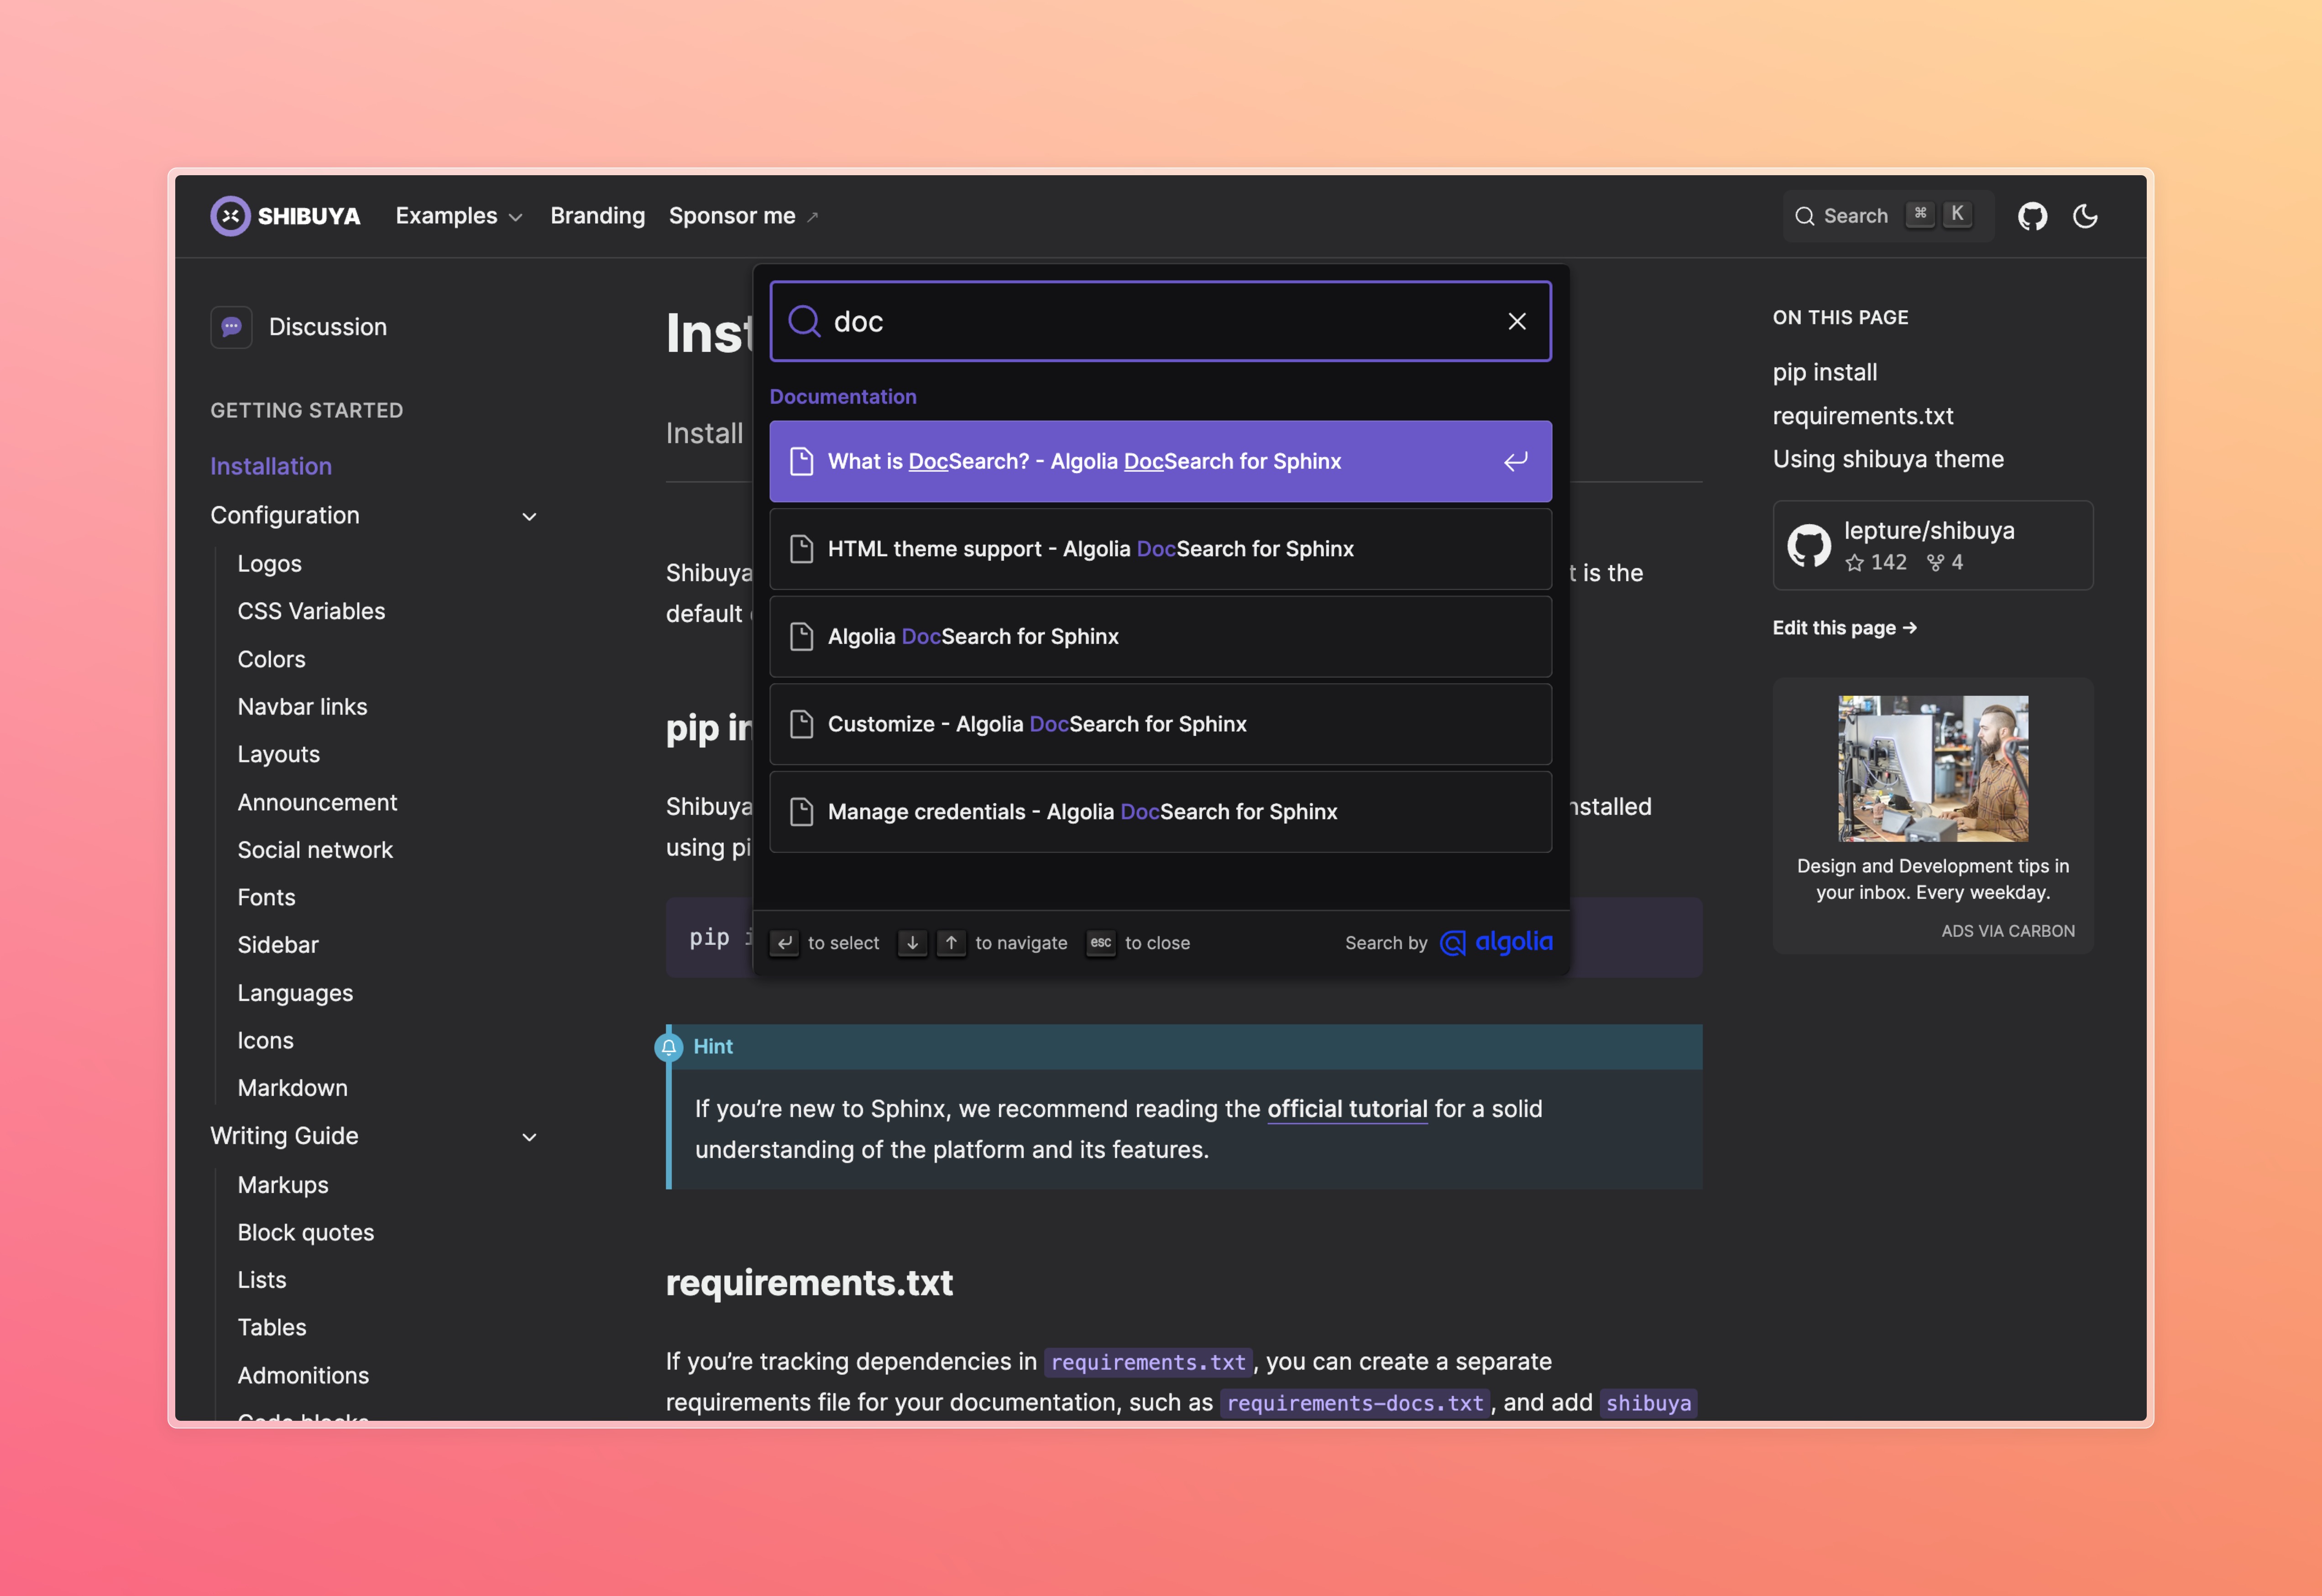 SHIBUYA Examples Branding Sponsor me ↗ Search ⌘ K
Discussion
GETTING STARTED
Installation
Configuration
Logos
CSS Variables
Colors
Navbar links
Layouts
Announcement
Social network
Fonts
Sidebar
Languages
Icons
Markdown
Writing Guide
Markups
Block quotes
Lists
Tables
Admonitions
doc
Documentation
What is DocSearch? - Algolia DocSearch for Sphinx
HTML theme support - Algolia DocSearch for Sphinx
Algolia DocSearch for Sphinx
Customize - Algolia DocSearch for Sphinx
Manage credentials - Algolia DocSearch for Sphinx
to select to navigate esc to close Search by algolia
Install
Shibuya is the
default
pip
Shibuya
using
pip
Hint
If you’re new to Sphinx, we recommend reading the official tutorial for a solid
understanding of the platform and its features.
requirements.txt
If you’re tracking dependencies in requirements.txt, you can create a separate
requirements file for your documentation, such as requirements-docs.txt, and add shibuya
ON THIS PAGE
pip install
requirements.txt
Using shibuya theme
lepture/shibuya
142 4
Edit this page →
Design and Development tips in
your inbox. Every weekday.
ADS VIA CARBON